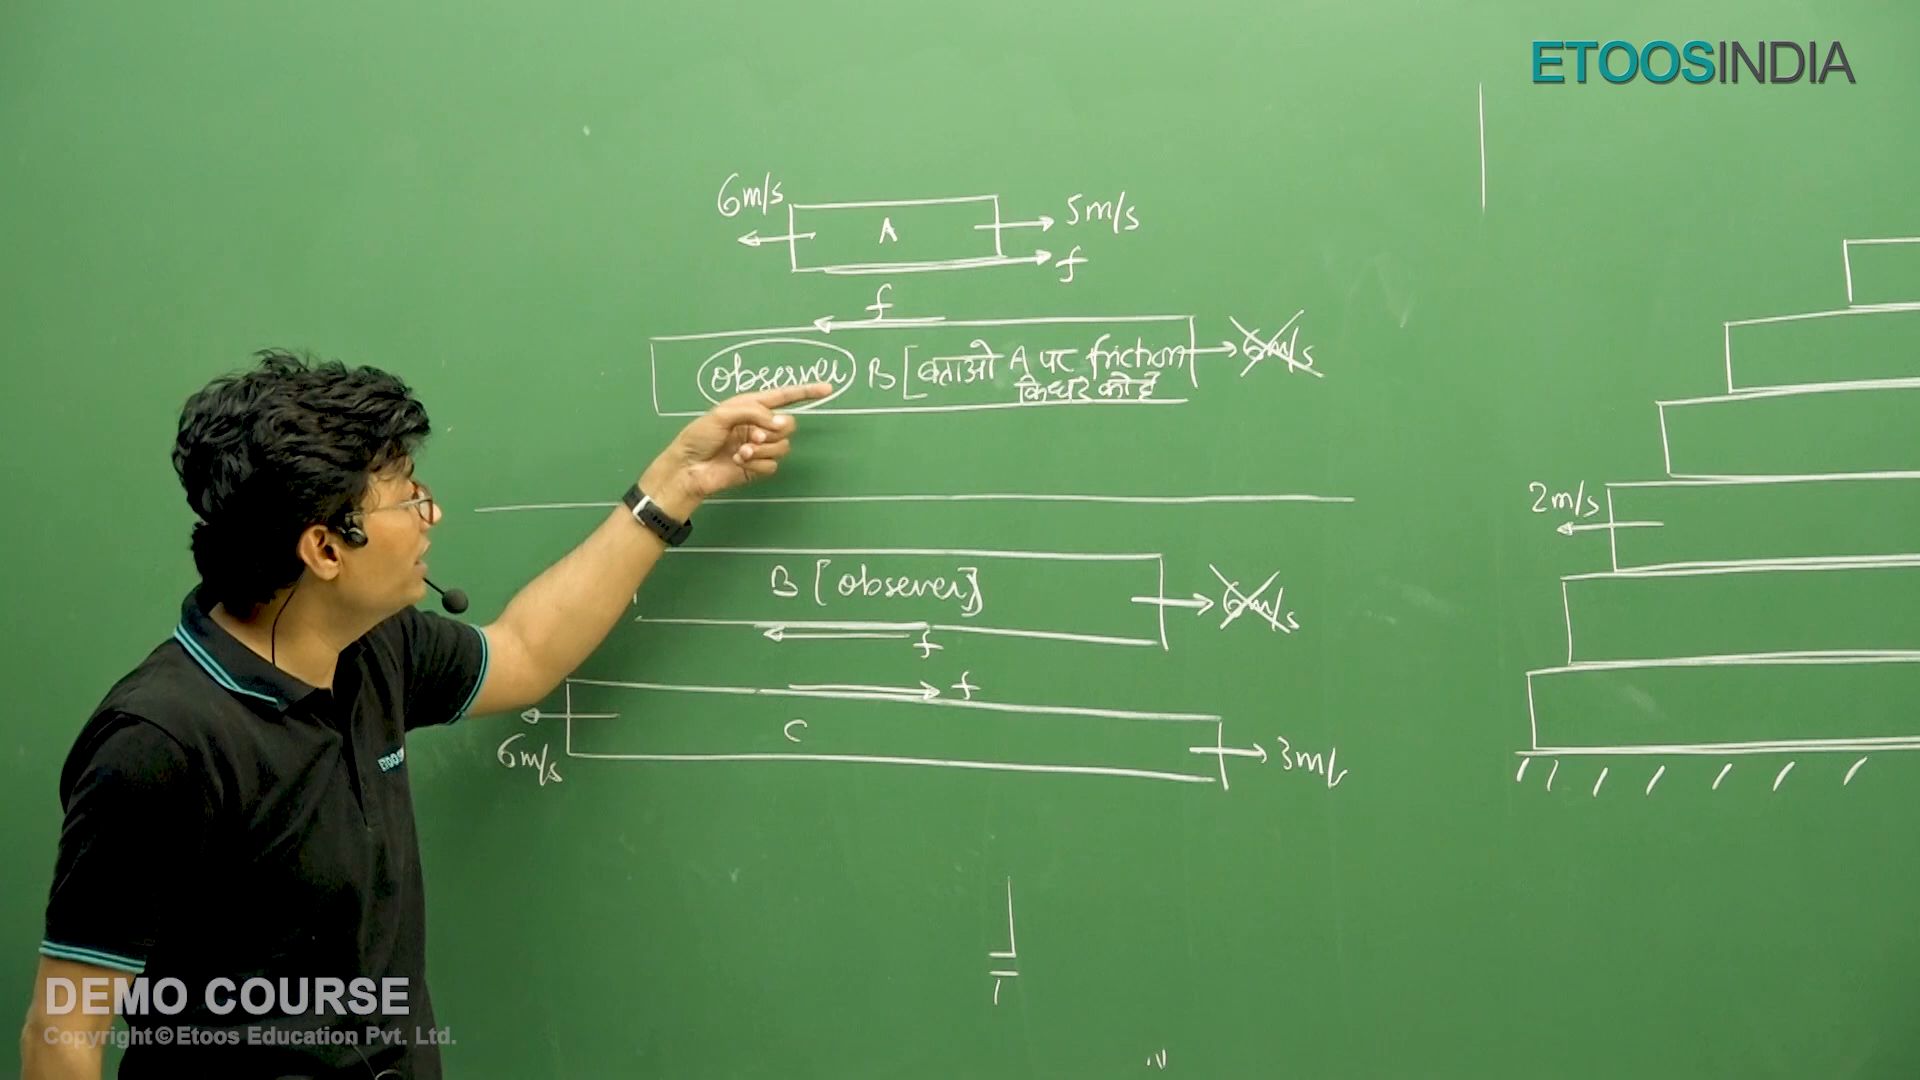 ETOOSINDIA
6m/s
A
5m/s
f
f
observer B [बताओ A पर friction
किधर को है
6m/s
2m/s
B [observer]
6m/s
f
f
C
6m/s
3m/
ETOOS
DEMO COURSE
Copyright©Etoos Education Pvt. Ltd.